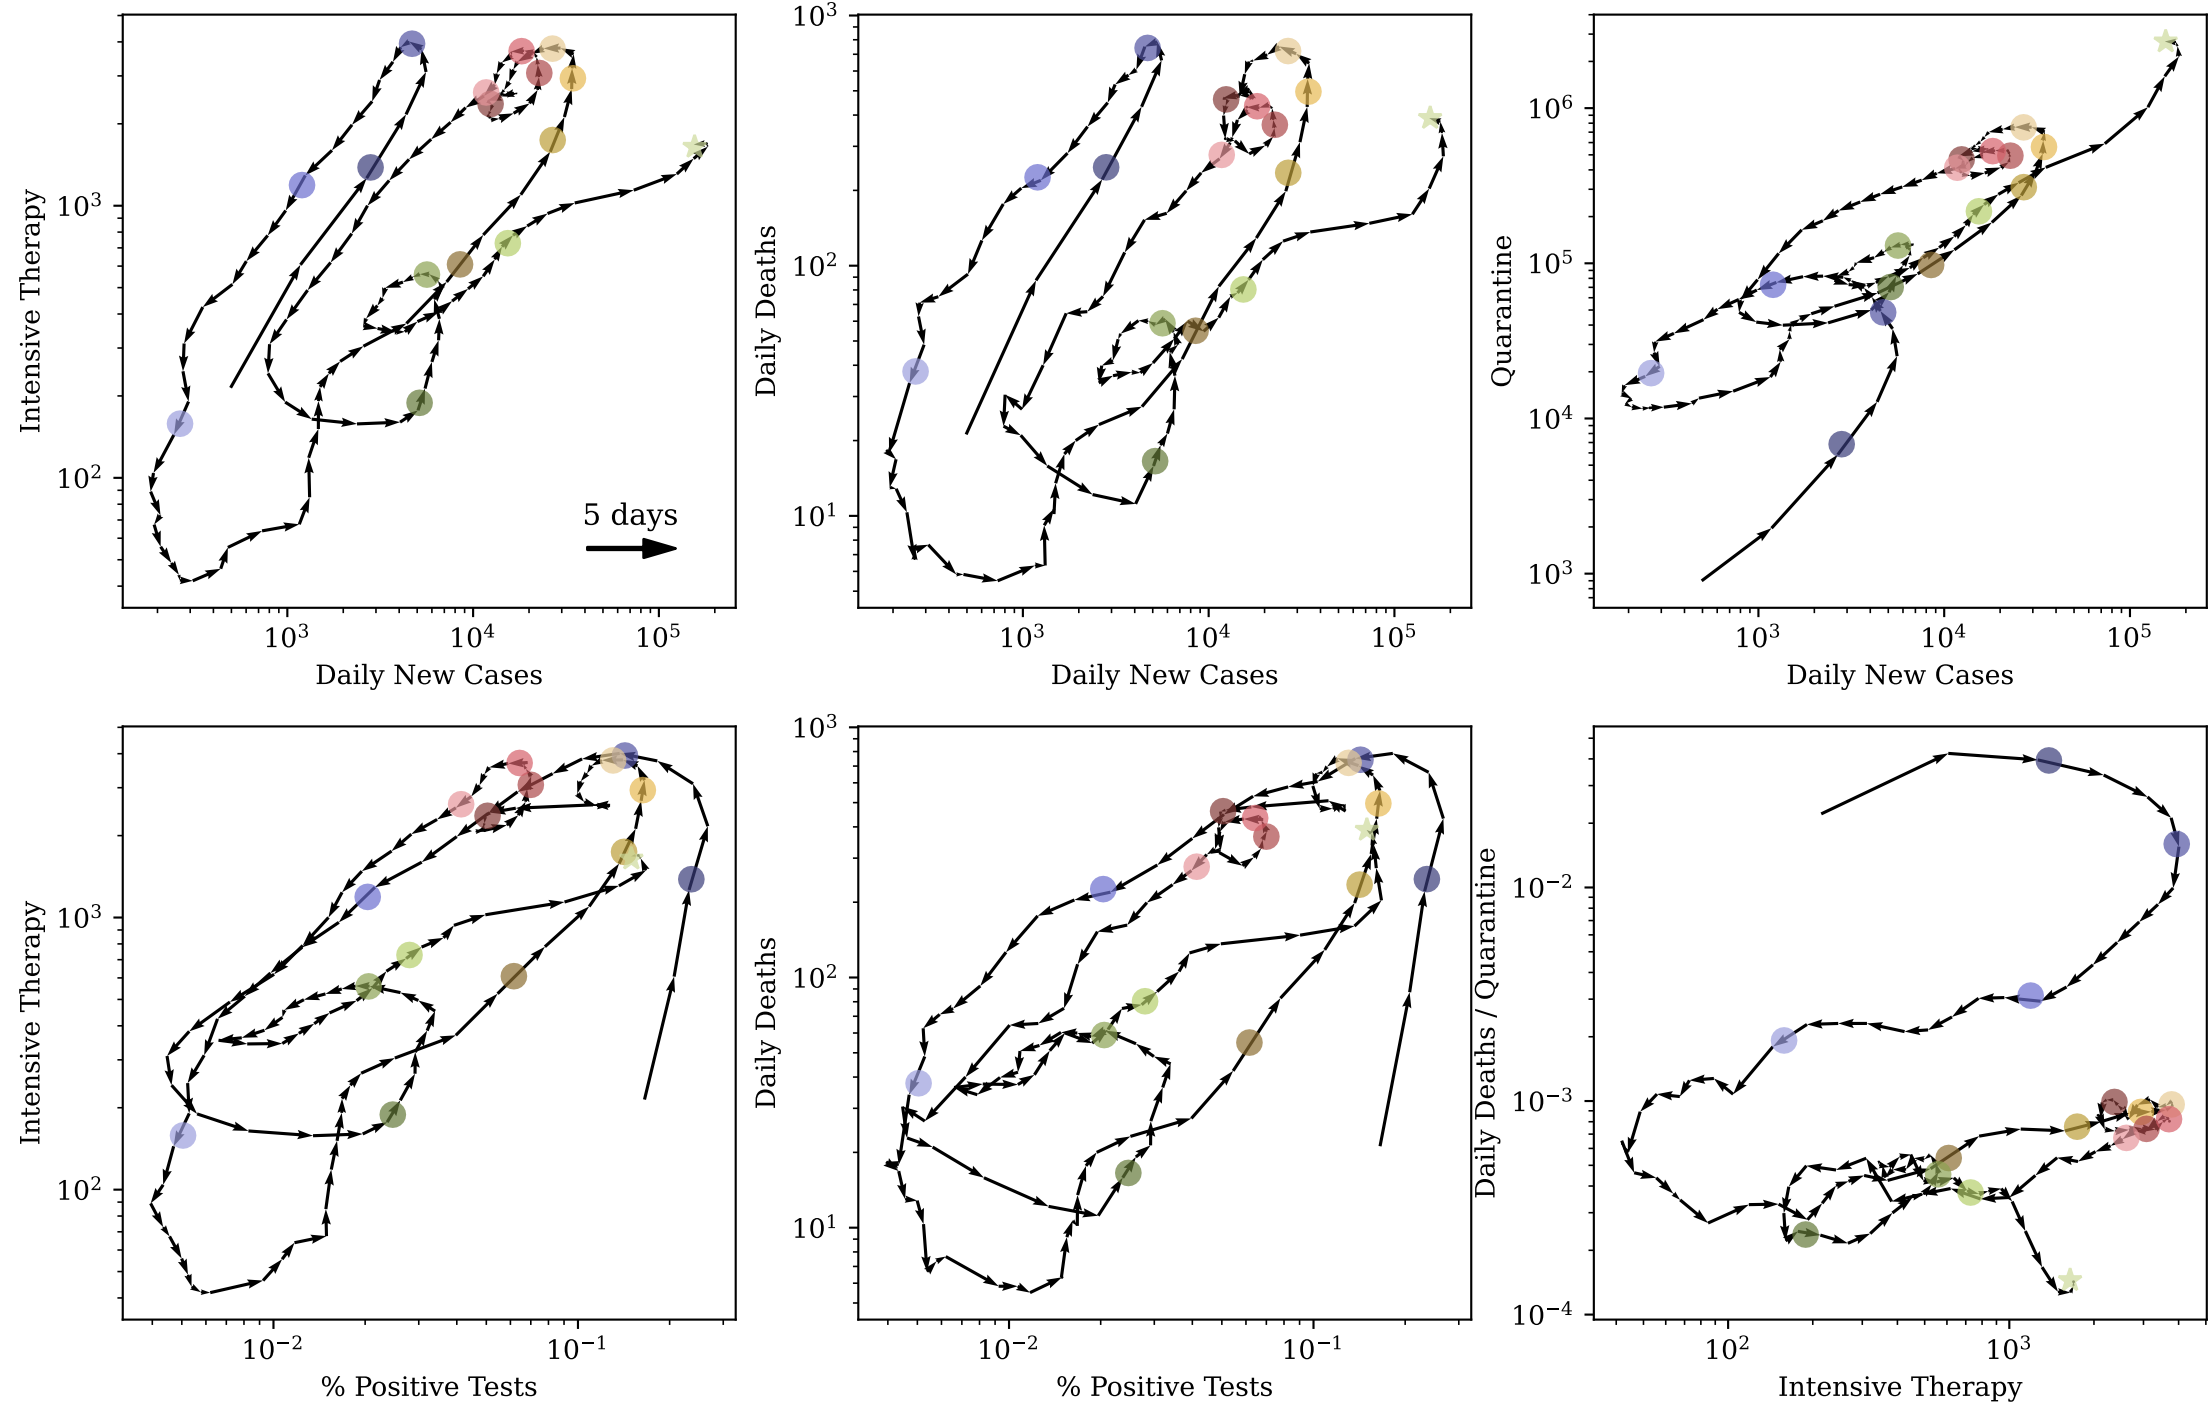 Intensive Therapy
10³
10²
5 days
10³ 10⁴ 10⁵
Daily New Cases
Daily Deaths
10³
10²
10¹
10³ 10⁴ 10⁵
Daily New Cases
Quarantine
10⁶
10⁵
10⁴
10³
10³ 10⁴ 10⁵
Daily New Cases
Intensive Therapy
10³
10²
10⁻² 10⁻¹
% Positive Tests
Daily Deaths
10³
10²
10¹
10⁻² 10⁻¹
% Positive Tests
Daily Deaths / Quarantine
10⁻²
10⁻³
10⁻⁴
10² 10³
Intensive Therapy